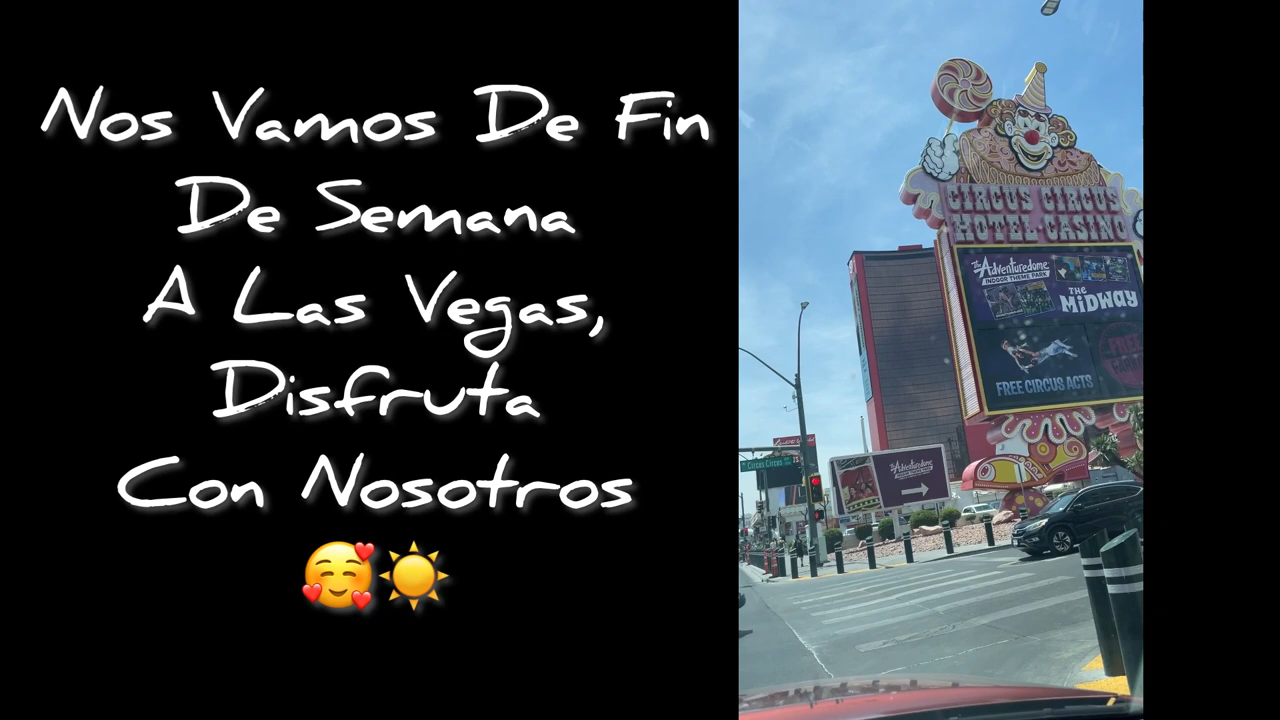 Nos Vamos De Fin
De Semana
A Las Vegas,
Disfruta
Con Nosotros
CIRCUS CIRCUS
HOTEL·CASINO
The Adventuredome
INDOOR THEME PARK
THE
MIDWAY
FREE CIRCUS ACTS
FREE
Circus Circus
The Adventuredome